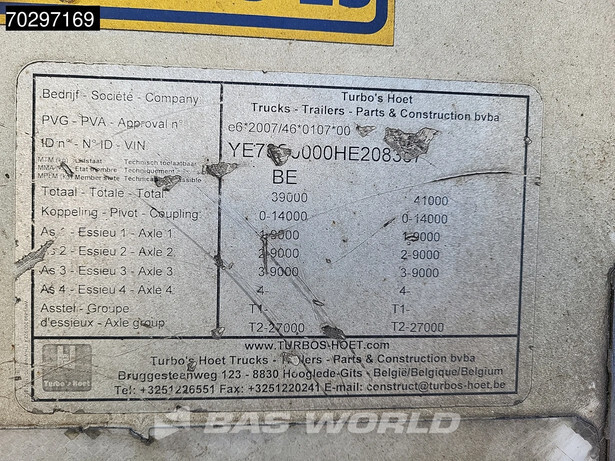 70297169
Bedrijf - Société - Company
Turbo's Hoet
Trucks - Trailers - Parts & Construction bvba
PVG - PVA - Approval n°
e6*2007/46*0107*00
ID n° - N° ID - VIN
BE
Totaal - Totale - Total 39000 41000
Koppeling - Pivot - Coupling 0-14000 0-14000
As 1 - Essieu 1 - Axle 1 1-9000 1-9000
As 2 - Essieu 2 - Axle 2 2-9000 2-9000
As 3 - Essieu 3 - Axle 3 3-9000 3-9000
As 4 - Essieu 4 - Axle 4 4- 4-
Asstel - Groupe T1- T1-
d'essieux - Axle group T2-27000 T2-27000
www.TURBOS-HOET.com
Turbo's Hoet Trucks - Trailers - Parts & Construction bvba
Bruggesteenweg 123 - 8830 Hooglede-Gits - België/Belgique/Belgium
Tel: +3251226551 Fax: +3251220241 E-mail: construct@turbos-hoet.be
Turbo's Hoet
BAS WORLD